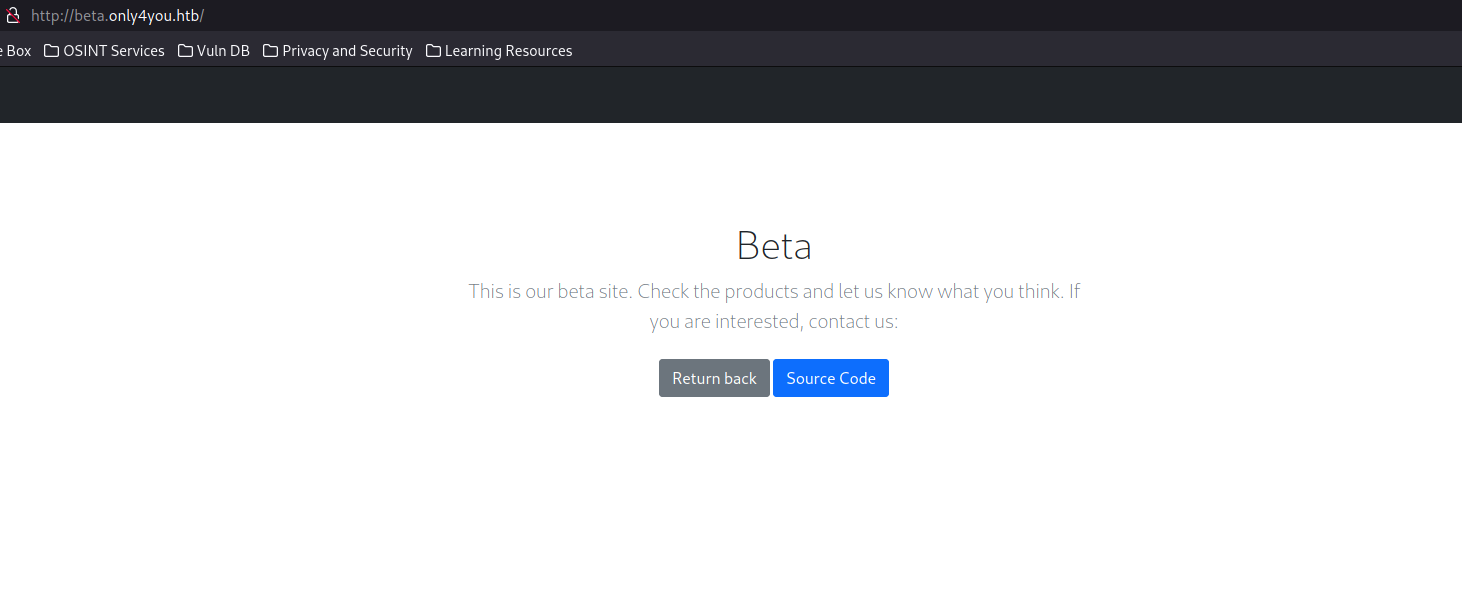 http://beta.only4you.htb/
e Box OSINT Services Vuln DB Privacy and Security Learning Resources
Beta
This is our beta site. Check the products and let us know what you think. If
you are interested, contact us:
Return back Source Code